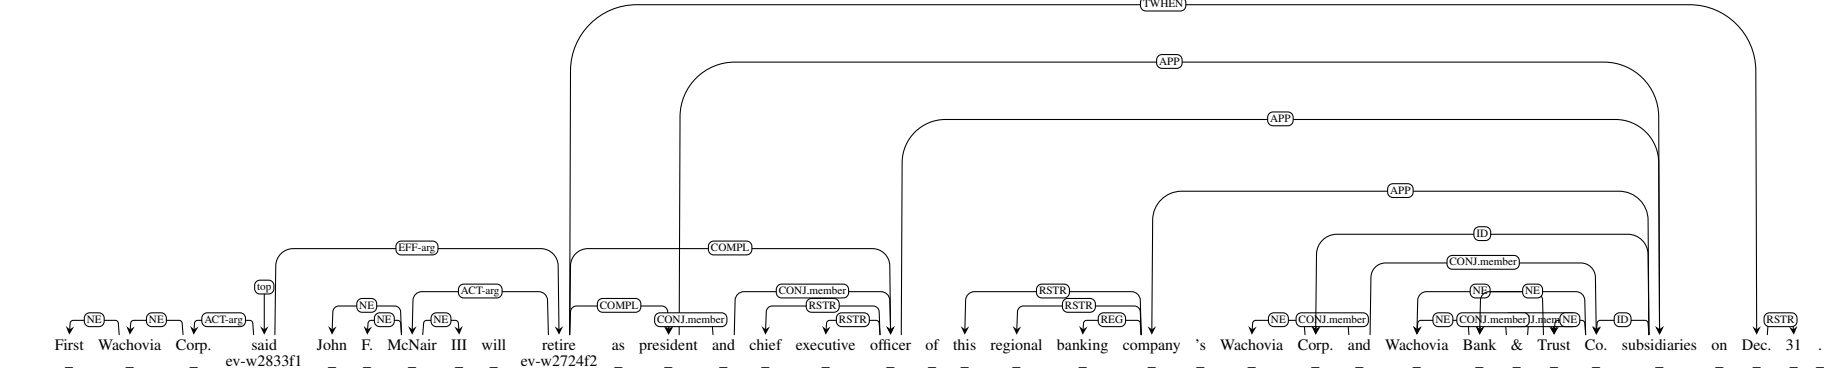 TWHEN
APP
APP
APP
ID
EFF-arg COMPL CONJ.member
top
ACT-arg CONJ.member RSTR NE NE
NE COMPL RSTR RSTR
NE NE ACT-arg NE NE CONJ.member RSTR REG NE CONJ.member NE CONJ.member NE ID RSTR
First Wachovia Corp. said John F. McNair III will retire as president and chief executive officer of this regional banking company 's Wachovia Corp. and Wachovia Bank & Trust Co. subsidiaries on Dec. 31 .
_ _ _ ev-w2833f1 _ _ _ _ _ ev-w2724f2 _ _ _ _ _ _ _ _ _ _ _ _ _ _ _ _ _ _ _ _ _ _ _ _ _